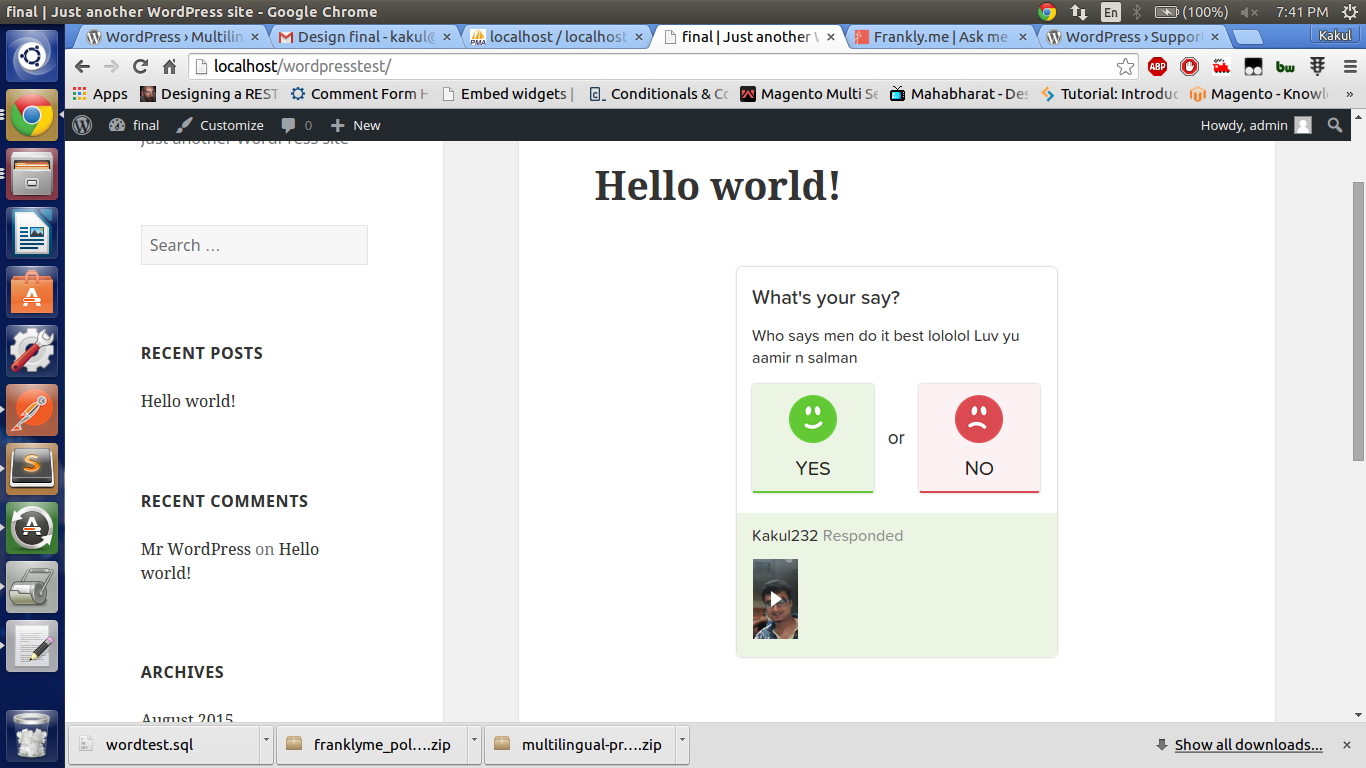 final | Just another WordPress site - Google Chrome
En
(100%)
7:41 PM
WordPress › Multilin
Design final - kakul@
localhost / localhost
final | Just another W
Frankly.me | Ask me
WordPress › Suppor
Kakul
localhost/wordpresstest/
ABP
bw
Apps
Designing a REST
Comment Form H
Embed widgets |
Conditionals & Co
Magento Multi Se
Mahabharat - Des
Tutorial: Introduc
Magento - Knowl
»
final
Customize
0
New
Howdy, admin
Just another WordPress site
Search …
RECENT POSTS
Hello world!
RECENT COMMENTS
Mr WordPress on Hello
world!
ARCHIVES
August 2015
Hello world!
What's your say?
Who says men do it best lololol Luv yu
aamir n salman
YES
or
NO
Kakul232 Responded
wordtest.sql
franklyme_pol....zip
multilingual-pr....zip
Show all downloads...